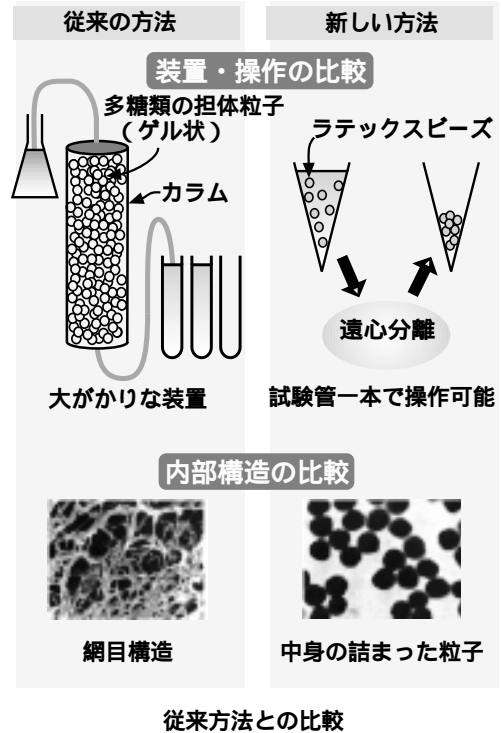 従来の方法
新しい方法
装置・操作の比較
多糖類の担体粒子
（ゲル状）
カラム
ラテックスビーズ
遠心分離
大がかりな装置
試験管一本で操作可能
内部構造の比較
網目構造
中身の詰まった粒子
従来方法との比較